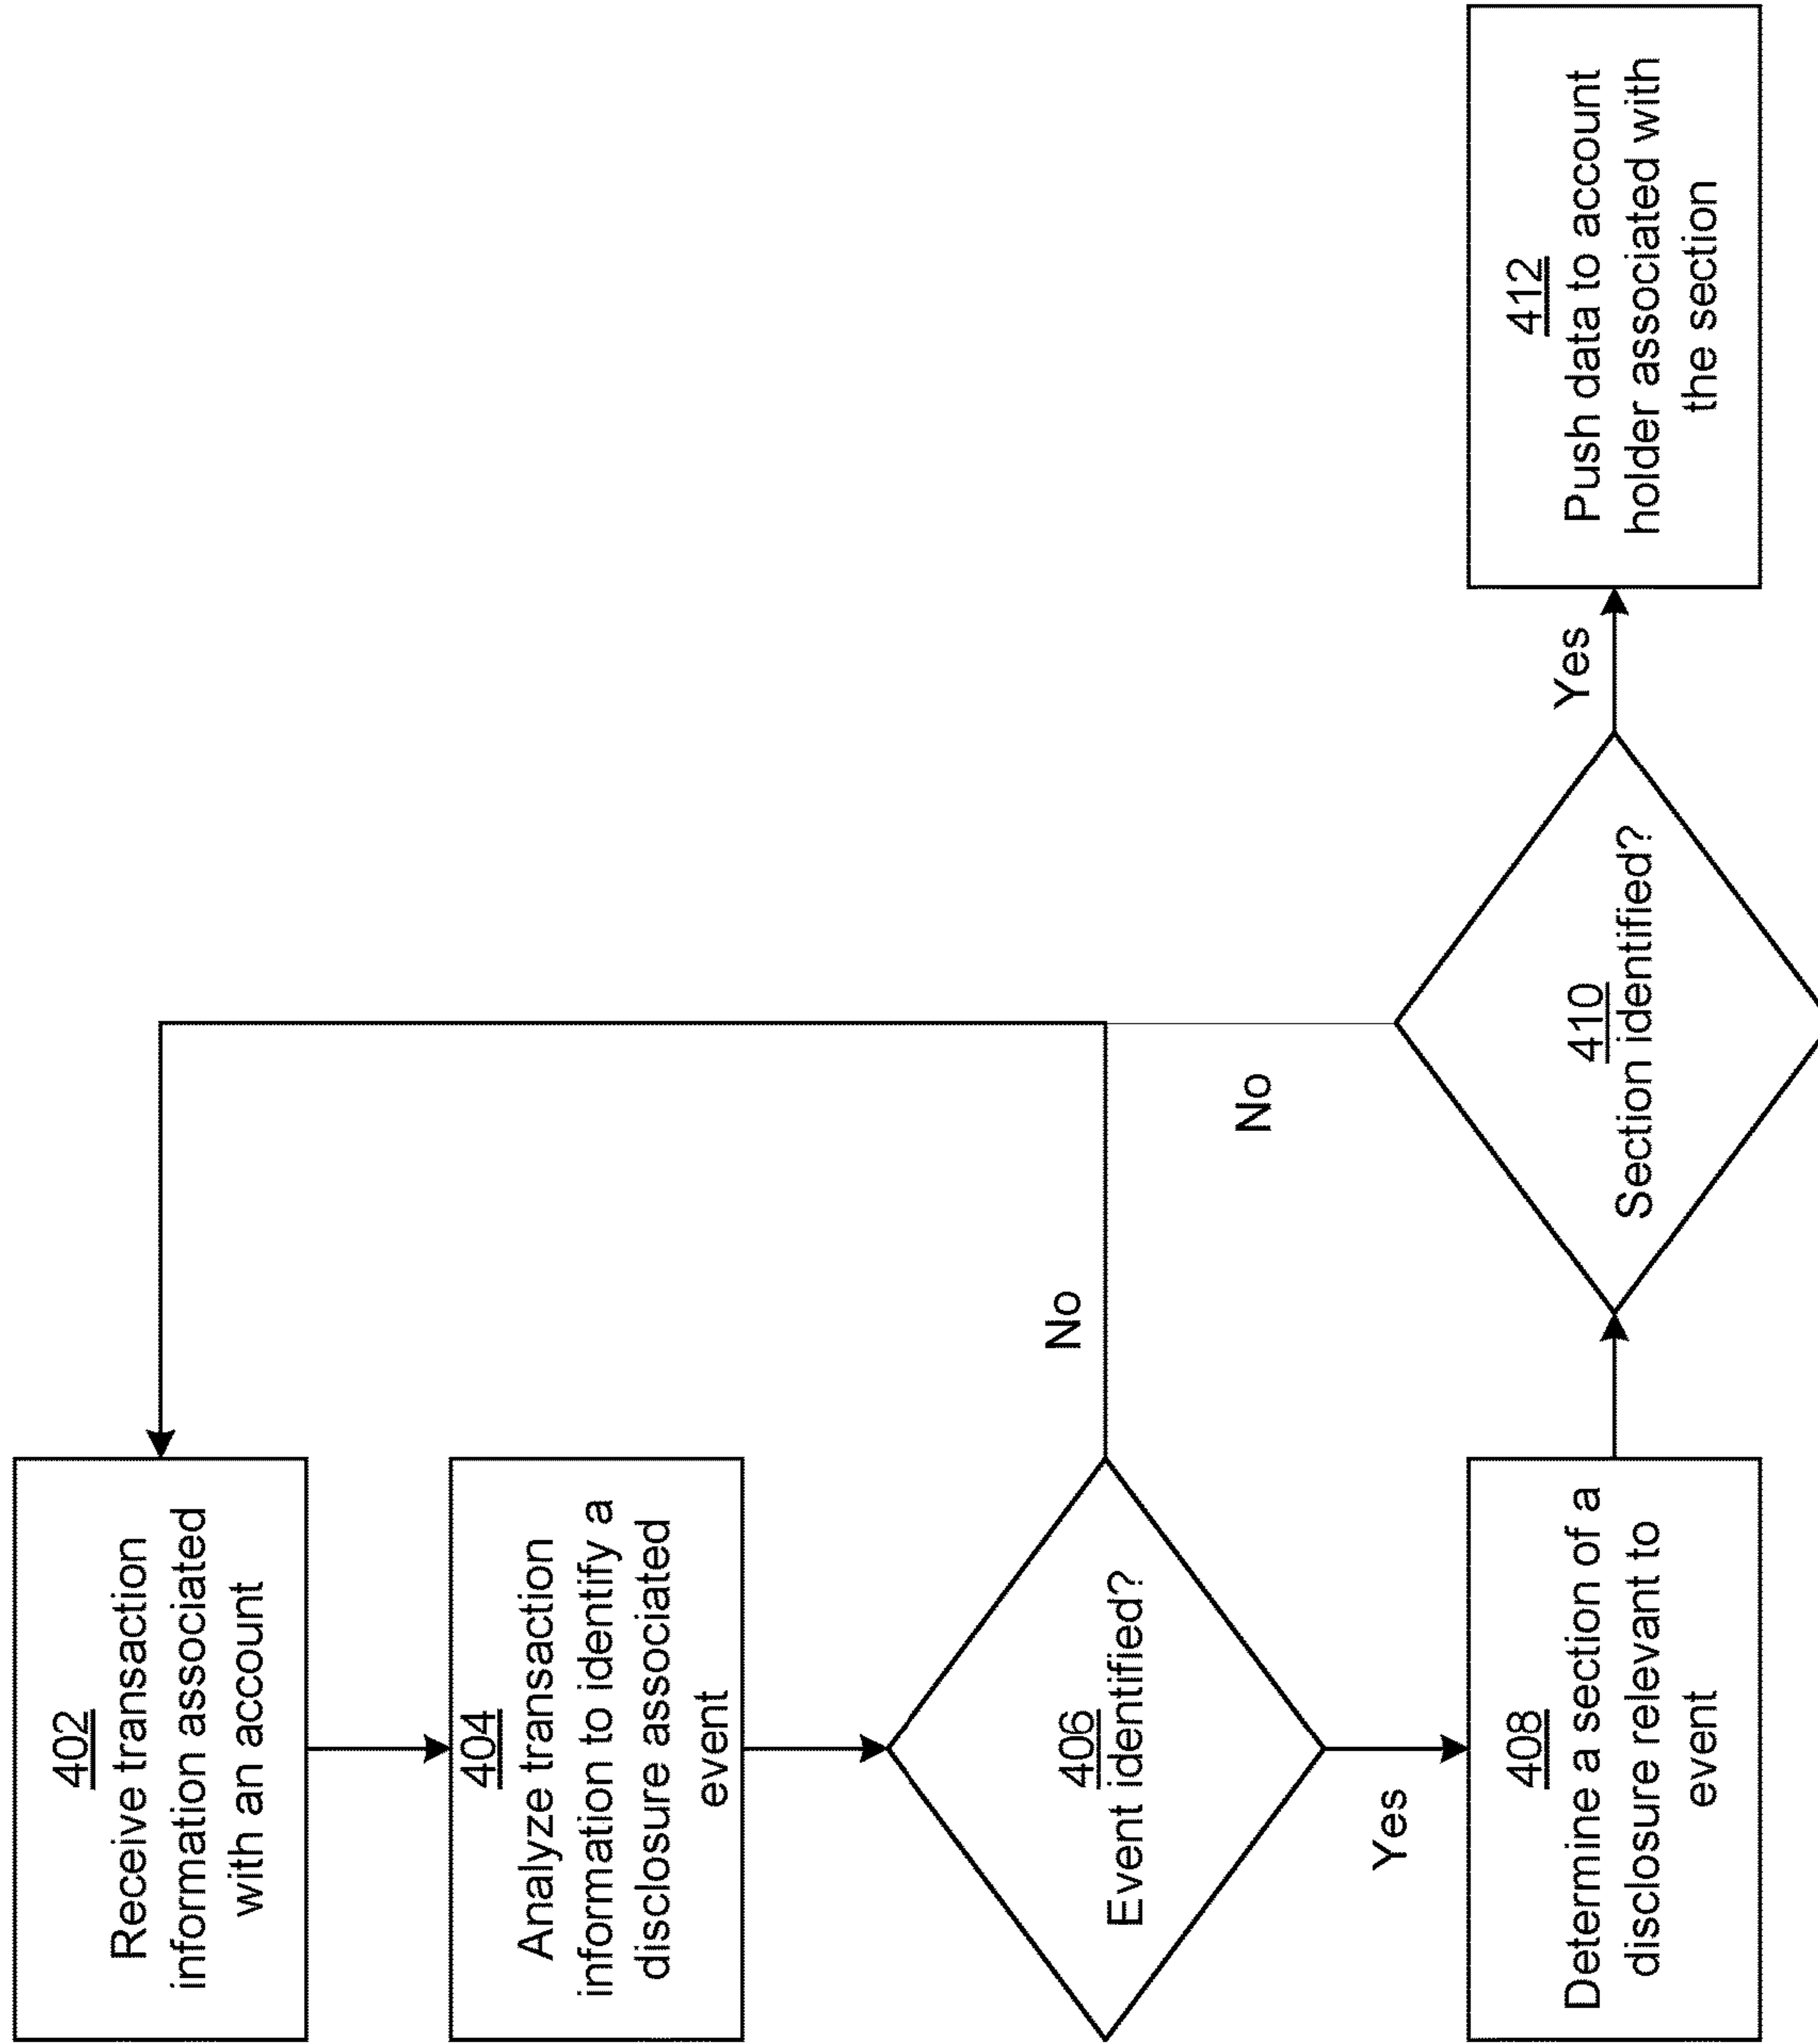 402
Receive transaction
information associated
with an account
404
Analyze transaction
information to identify a
disclosure associated
event
406
Event identified?
No
Yes
408
Determine a section of a
disclosure relevant to
event
410
Section identified?
No
Yes
412
Push data to account
holder associated with
the section